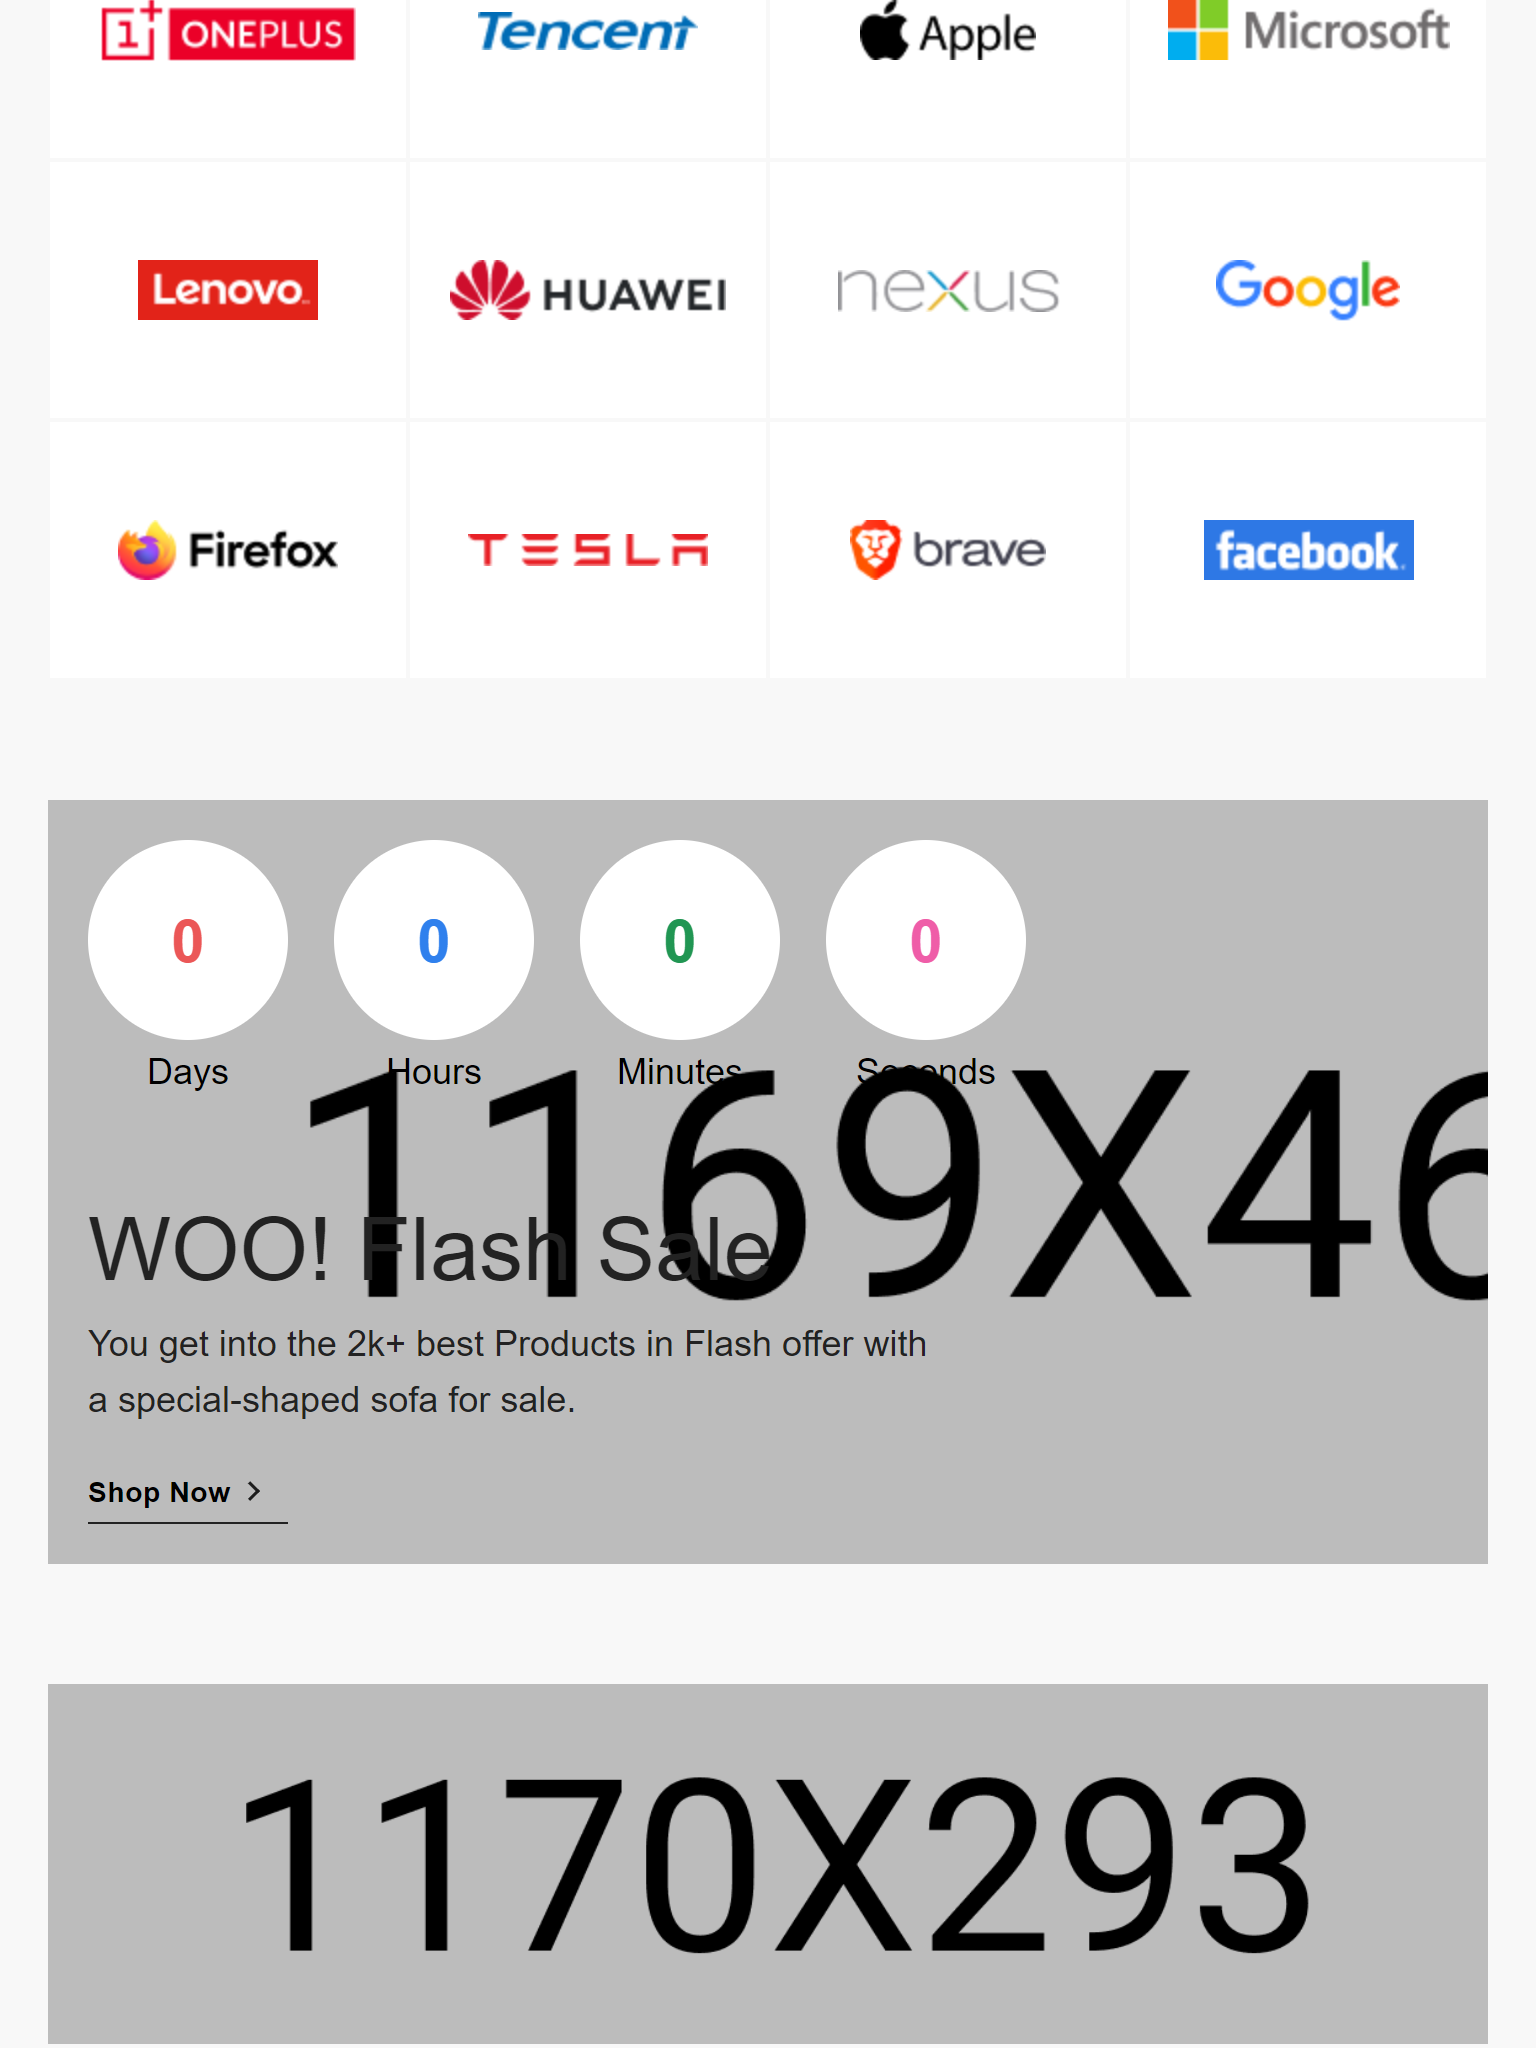 1+ ONEPLUS
Tencent
Apple
Microsoft
Lenovo
HUAWEI
nexus
Google
Firefox
TESLA
brave
facebook
0
0
0
0
Days
Hours
Minutes
Seconds
1169X46
WOO! Flash Sale
You get into the 2k+ best Products in Flash offer with
a special-shaped sofa for sale.
Shop Now
1170X293